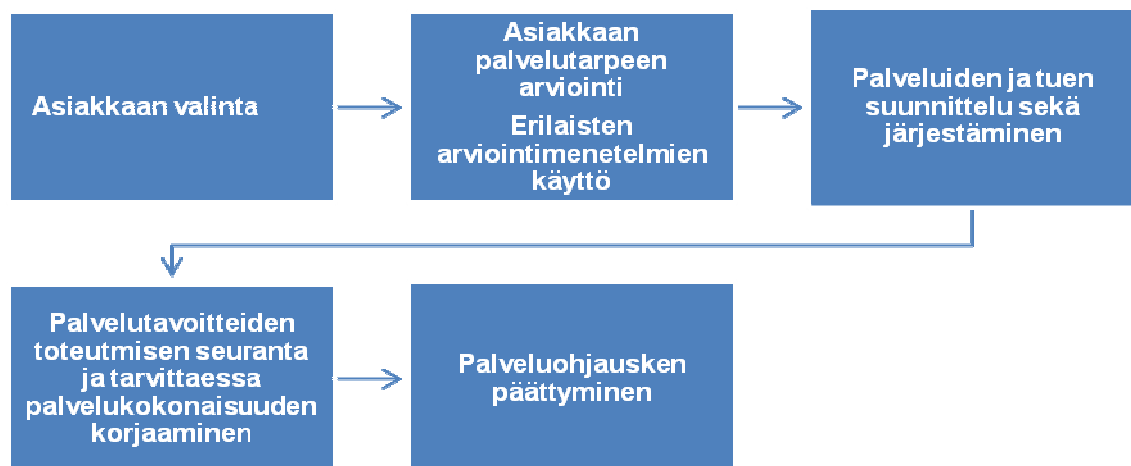 Asiakkaan valinta
Asiakkaan
palvelutarpeen
arviointi
Erilaisten
arviointimenetelmien
käyttö
Palveluiden ja tuen
suunnittelu sekä
järjestäminen
Palvelutavoitteiden
toteutmisen seuranta
ja tarvittaessa
palvelukokonaisuuden
korjaaminen
Palveluohjausken
päättyminen